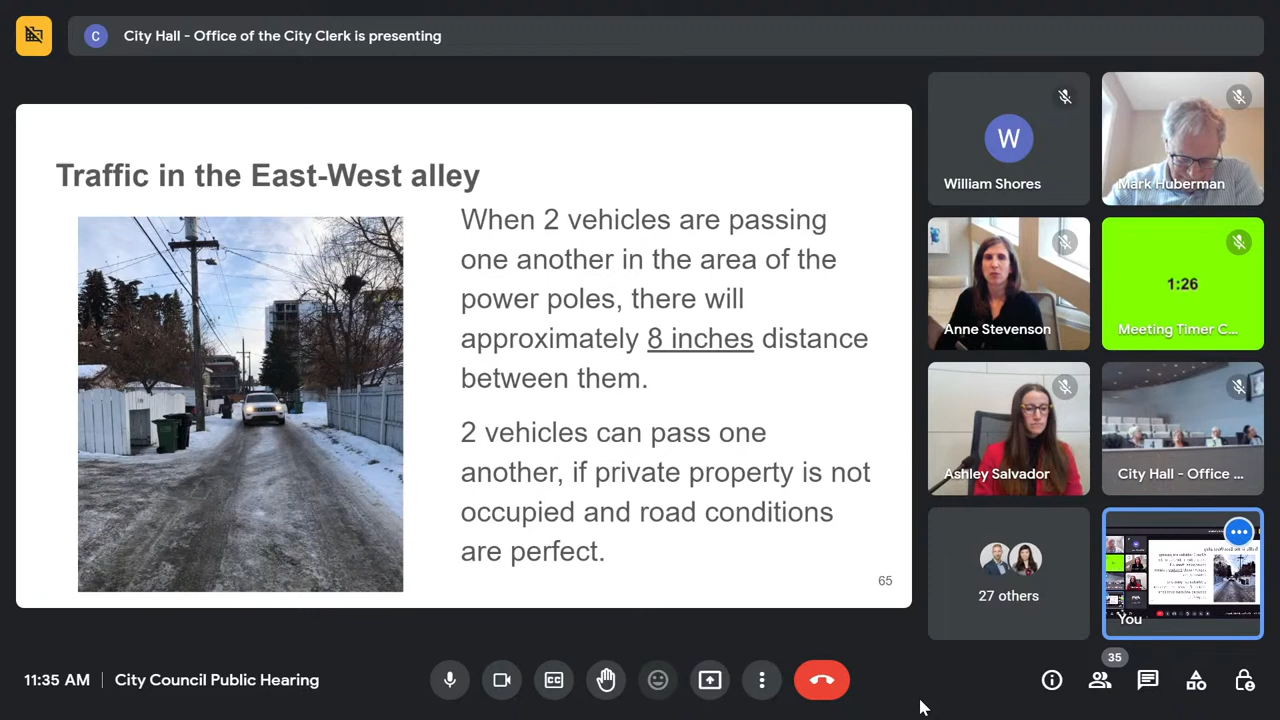 C
City Hall - Office of the City Clerk is presenting
Traffic in the East-West alley
When 2 vehicles are passing
one another in the area of the
power poles, there will
approximately 8 inches distance
between them.
2 vehicles can pass one
another, if private property is not
occupied and road conditions
are perfect.
65
W
William Shores
Mark Huberman
Anne Stevenson
1:26
Meeting Timer C...
Ashley Salvador
City Hall - Office ...
27 others
You
11:35 AM
City Council Public Hearing
CC
35